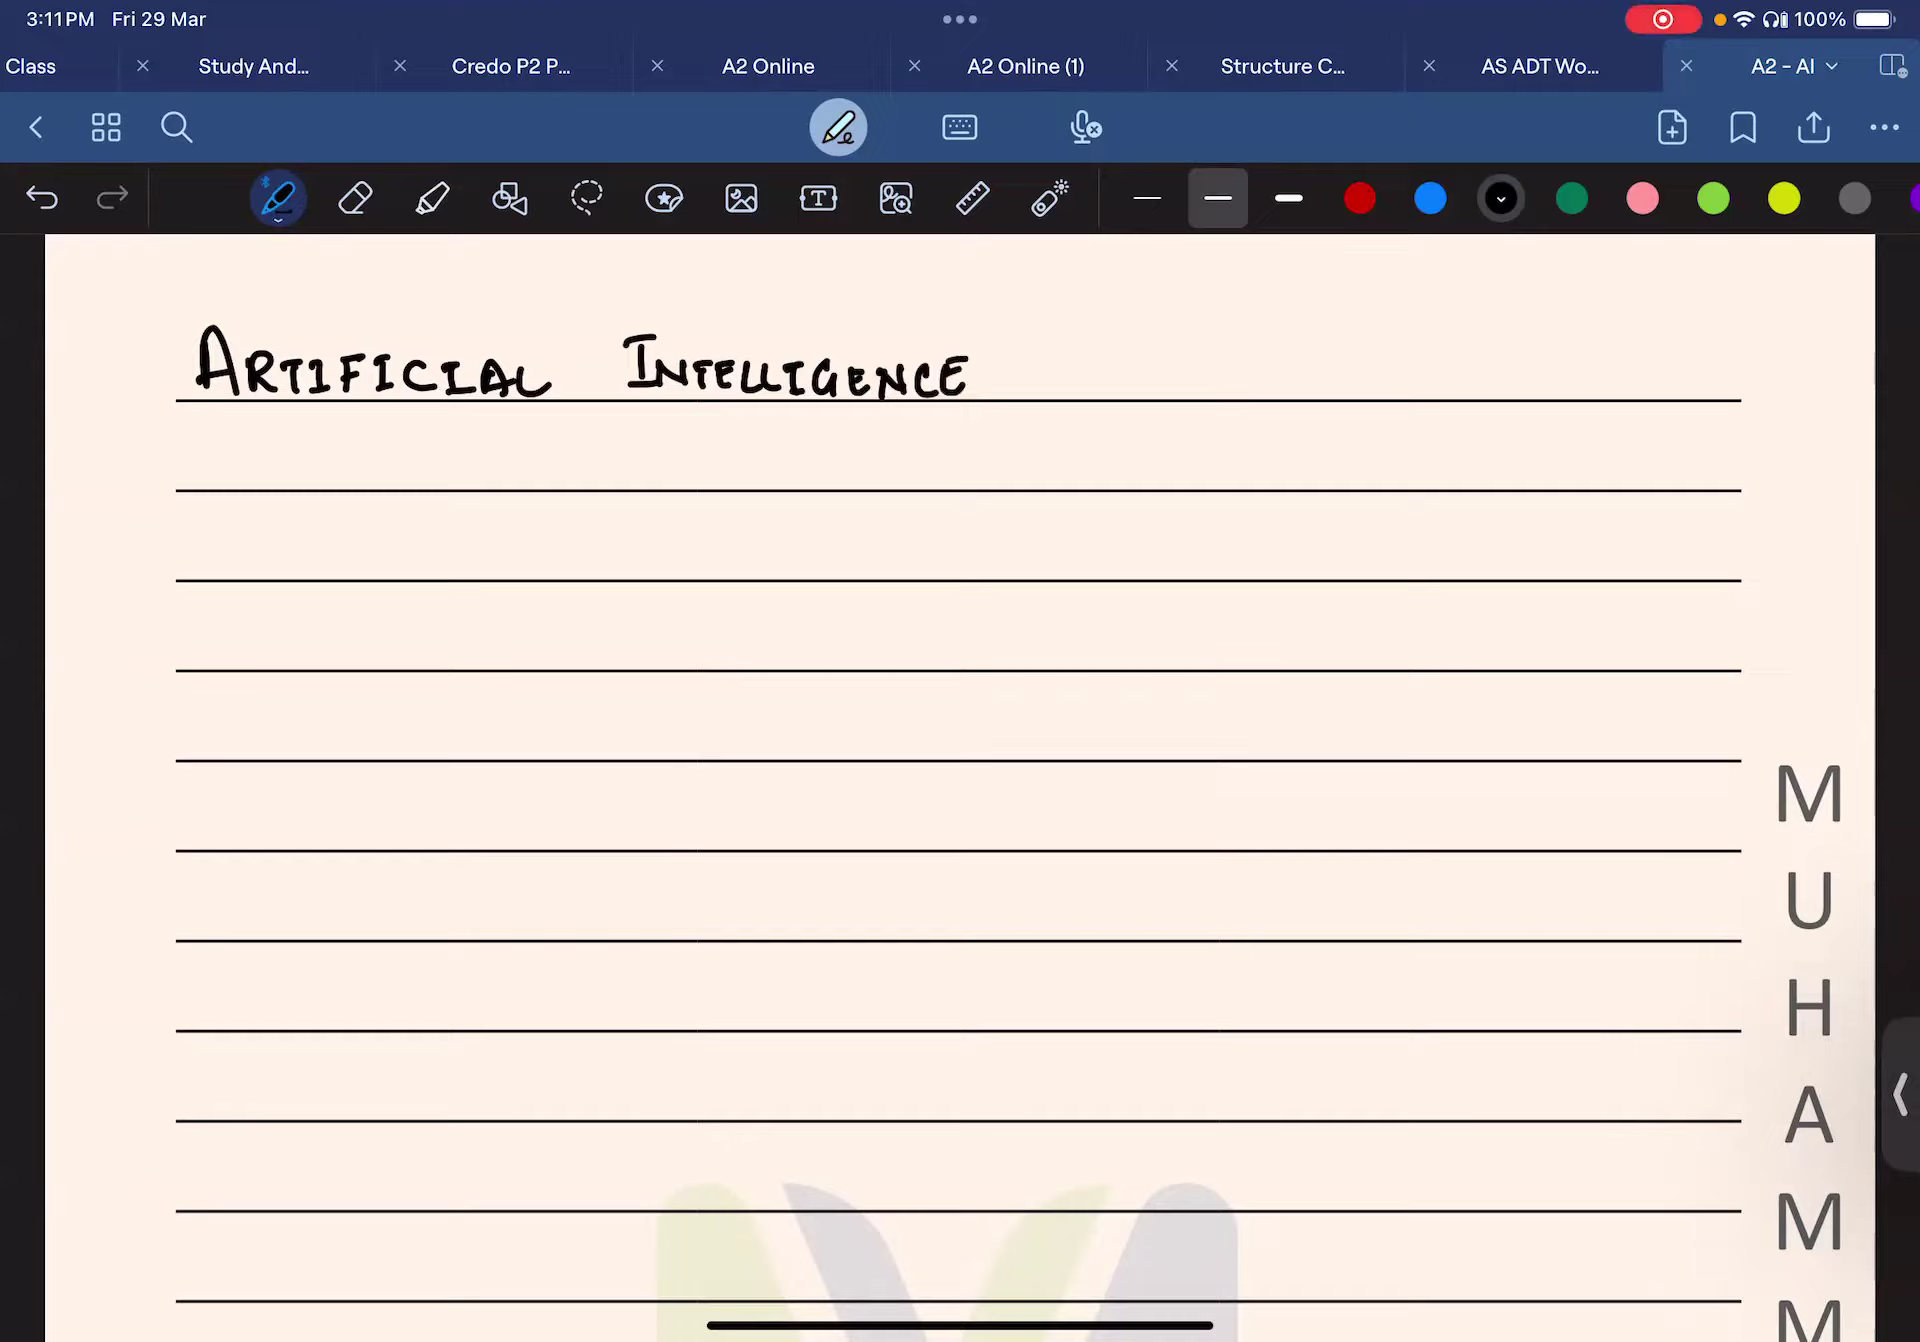 3:11 PM Fri 29 Mar 100%
Class Study And... Credo P2 P... A2 Online A2 Online (1) Structure C... AS ADT Wo... A2 - AI
T
ARTIFICIAL INTELLIGENCE
M
U
H
A
M
M